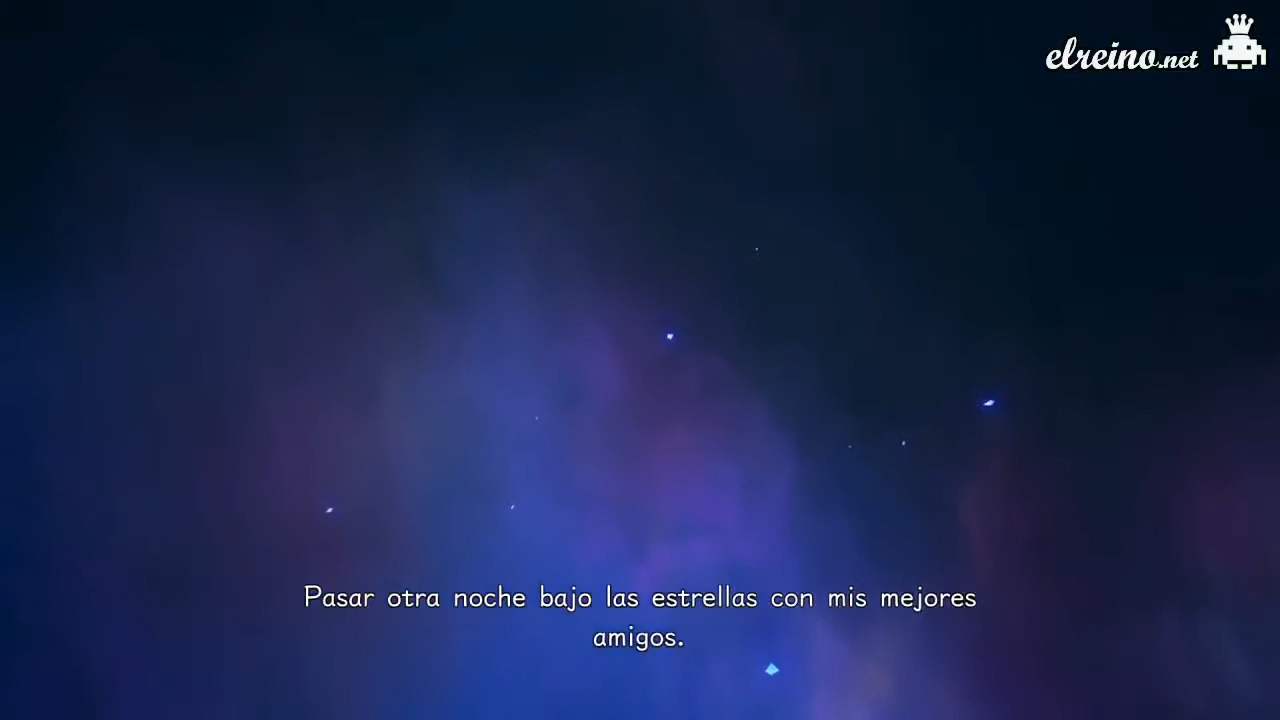 elreino.net
Pasar otra noche bajo las estrellas con mis mejores
amigos.